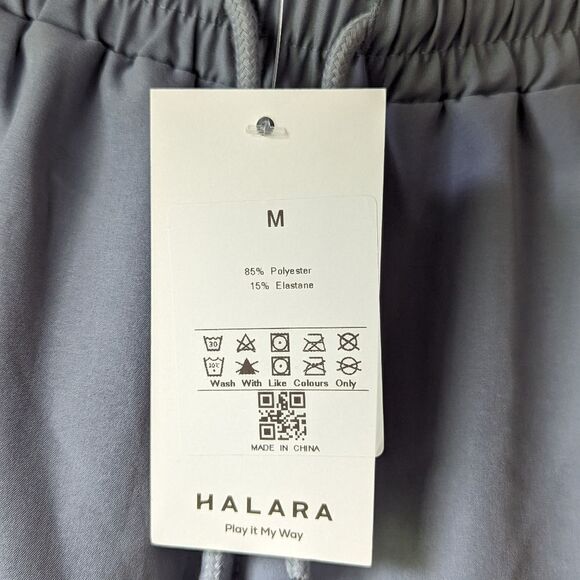 M
85% Polyester
15% Elastane
30
30°C
Wash With Like Colours Only
MADE IN CHINA
HALARA
Play it My Way